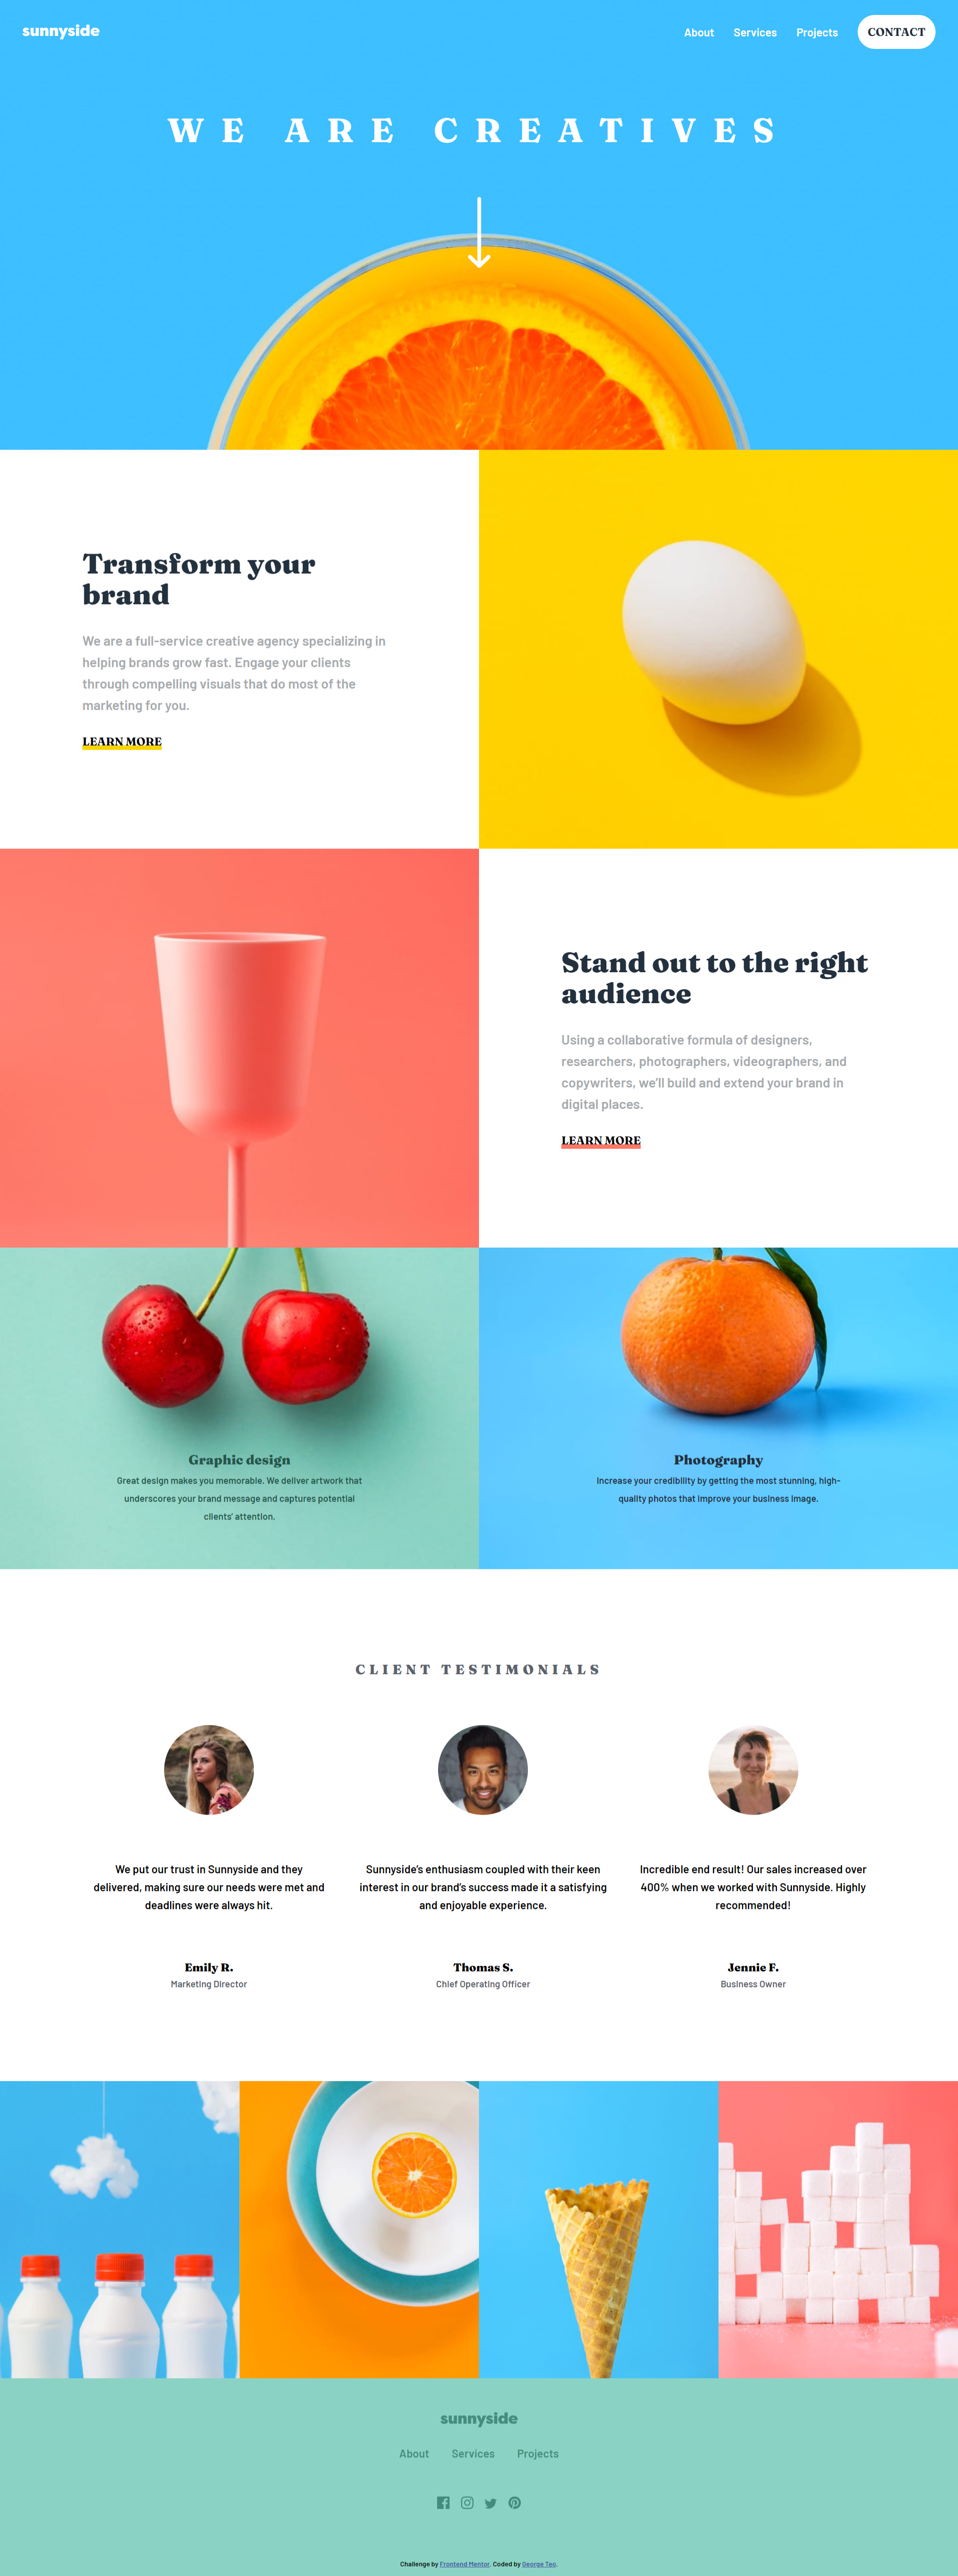 sunnyside
About Services Projects CONTACT
WE ARE CREATIVES
Transform your
brand
We are a full-service creative agency specializing in
helping brands grow fast. Engage your clients
through compelling visuals that do most of the
marketing for you.
LEARN MORE
Stand out to the right
audience
Using a collaborative formula of designers,
researchers, photographers, videographers, and
copywriters, we’ll build and extend your brand in
digital places.
LEARN MORE
Graphic design
Great design makes you memorable. We deliver artwork that
underscores your brand message and captures potential
clients’ attention.
Photography
Increase your credibility by getting the most stunning, high-
quality photos that improve your business image.
CLIENT TESTIMONIALS
We put our trust in Sunnyside and they
delivered, making sure our needs were met and
deadlines were always hit.
Emily R.
Marketing Director
Sunnyside’s enthusiasm coupled with their keen
interest in our brand’s success made it a satisfying
and enjoyable experience.
Thomas S.
Chief Operating Officer
Incredible end result! Our sales increased over
400% when we worked with Sunnyside. Highly
recommended!
Jennie F.
Business Owner
sunnyside
About Services Projects
Challenge by Frontend Mentor. Coded by George Teo.